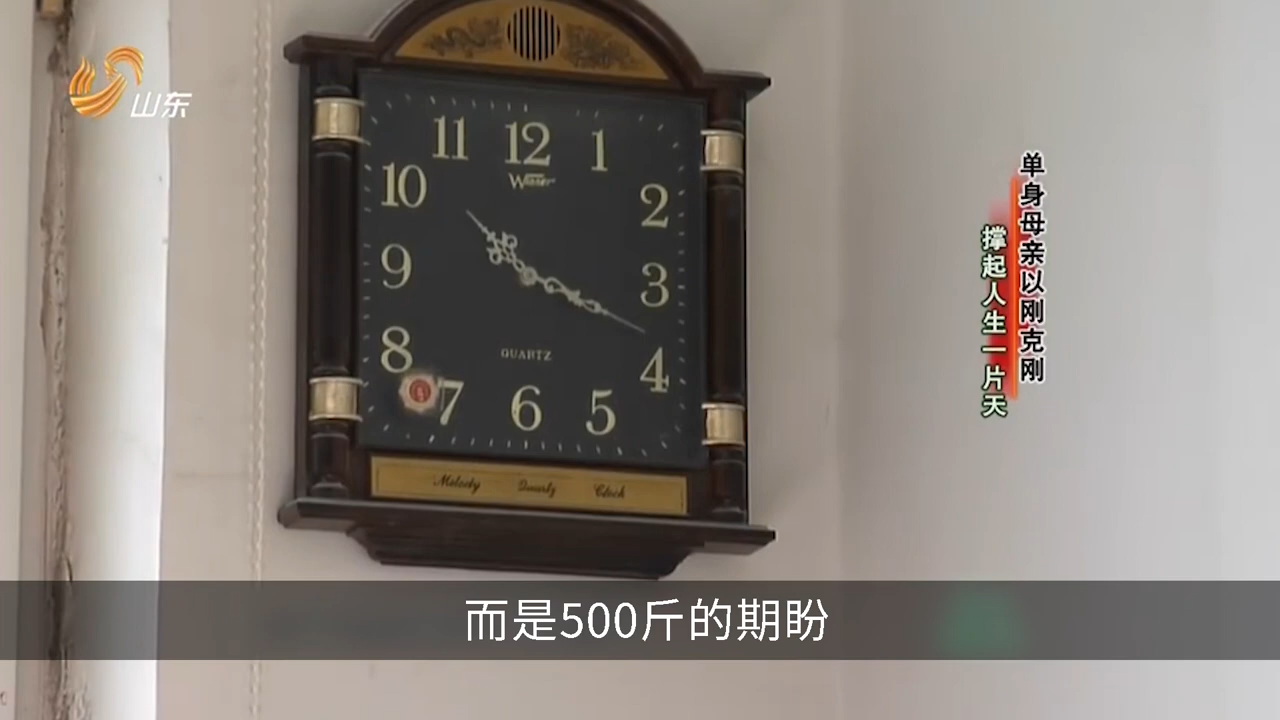 山东
11 12 1
10 2
Winner
9 3
QUARTZ
8 4
7 6 5
Melody Quartz Clock
单身母亲以刚克刚
撑起人生一片天
而是500斤的期盼